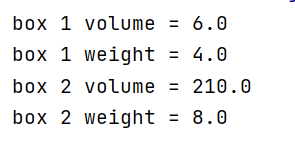 box 1 volume = 6.0
box 1 weight = 4.0
box 2 volume = 210.0
box 2 weight = 8.0